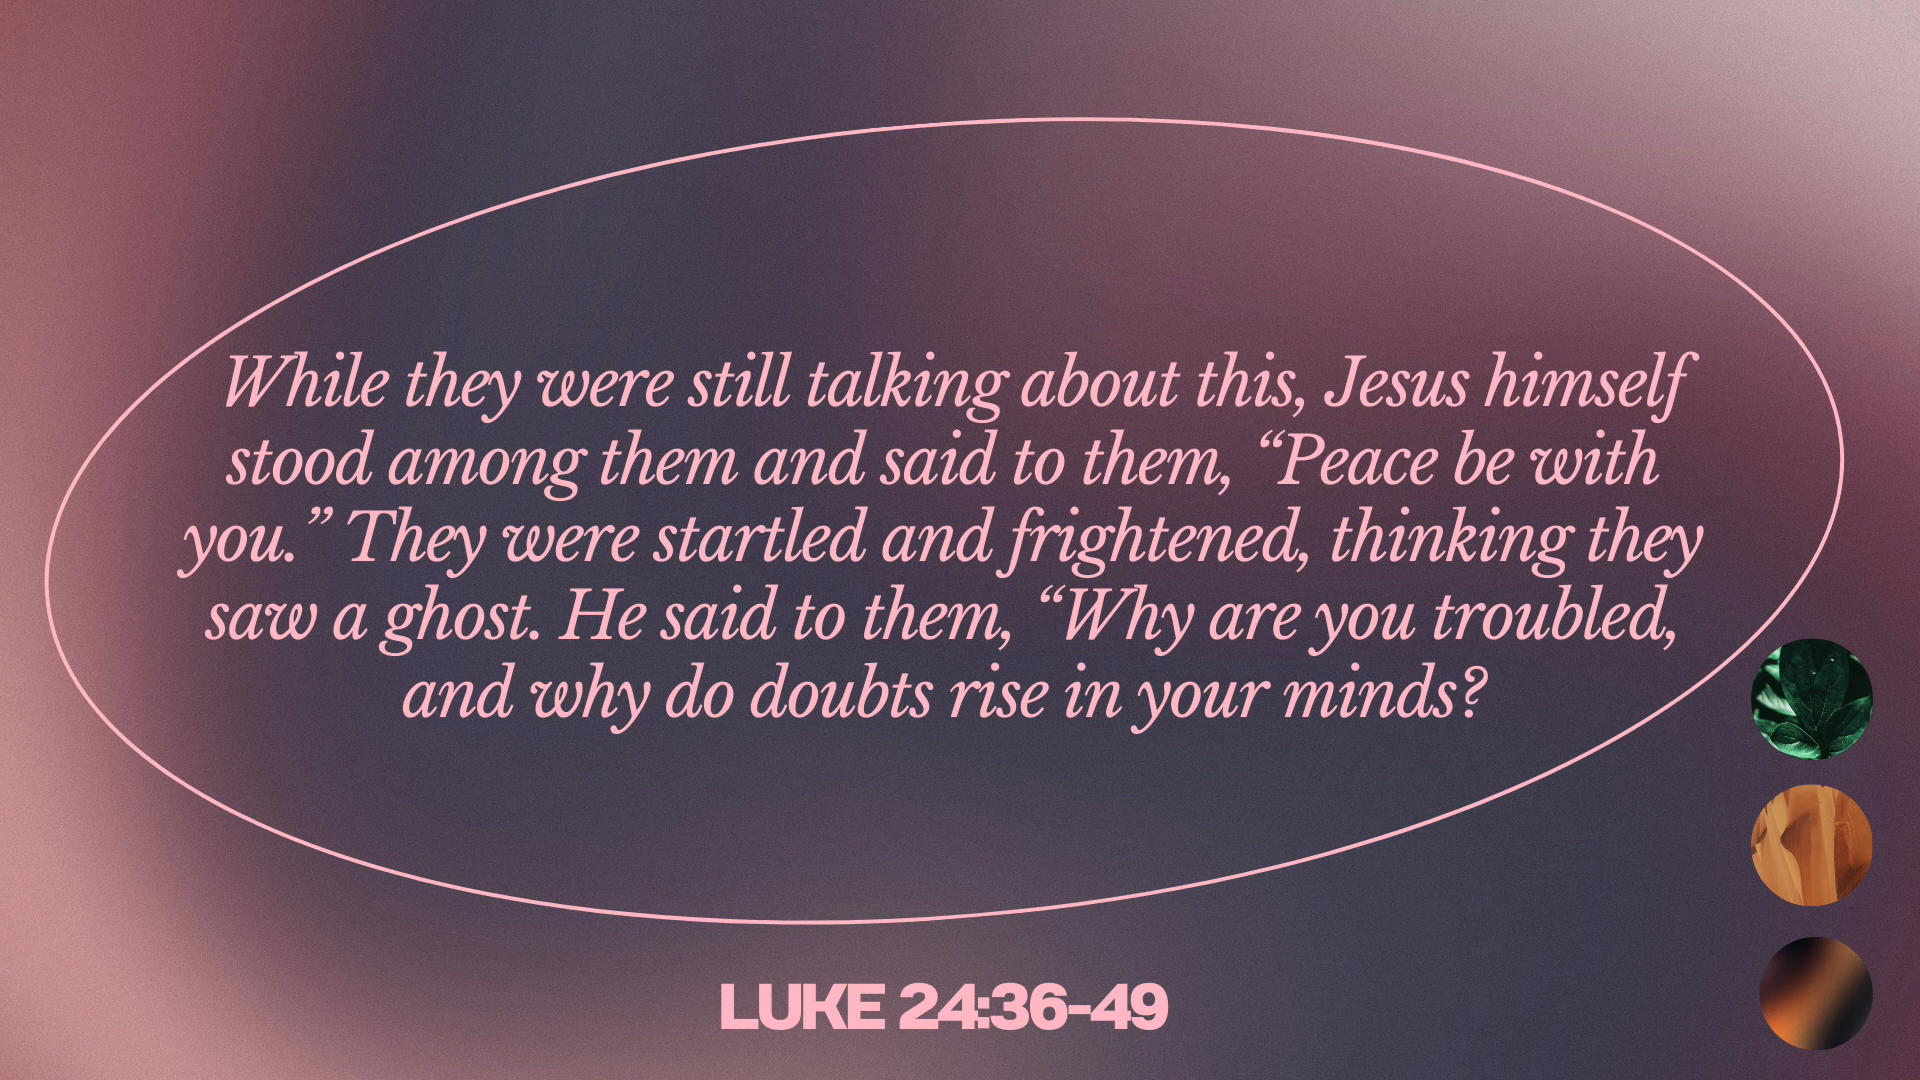 While they were still talking about this, Jesus himself
stood among them and said to them, “Peace be with
you.” They were startled and frightened, thinking they
saw a ghost. He said to them, “Why are you troubled,
and why do doubts rise in your minds?
LUKE 24:36-49